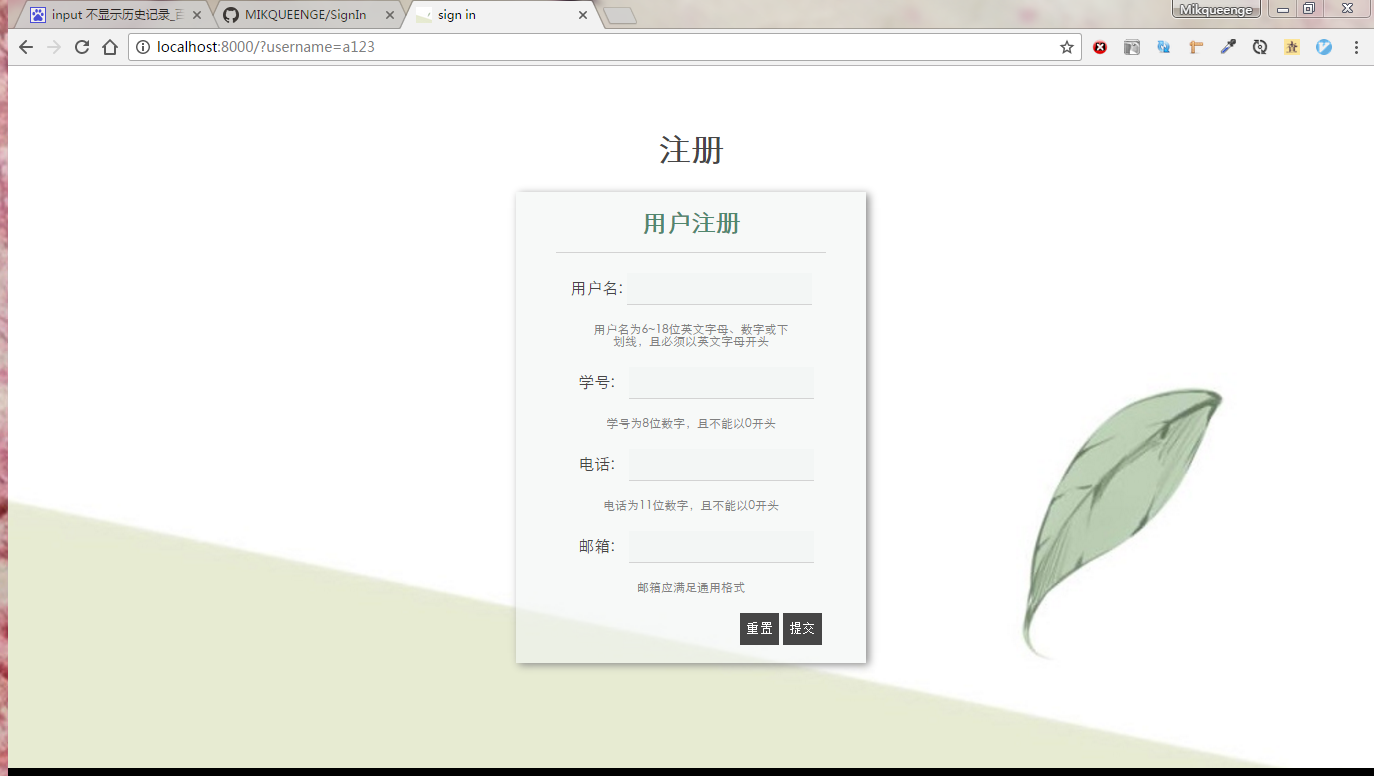 input 不显示历史记录_百
MIKQUEENGE/SignIn
sign in
Mikqueenge
localhost:8000/?username=a123
注册
用户注册
用户名:
用户名为6~18位英文字母、数字或下
划线，且必须以英文字母开头
学号:
学号为8位数字，且不能以0开头
电话:
电话为11位数字，且不能以0开头
邮箱:
邮箱应满足通用格式
重置 提交